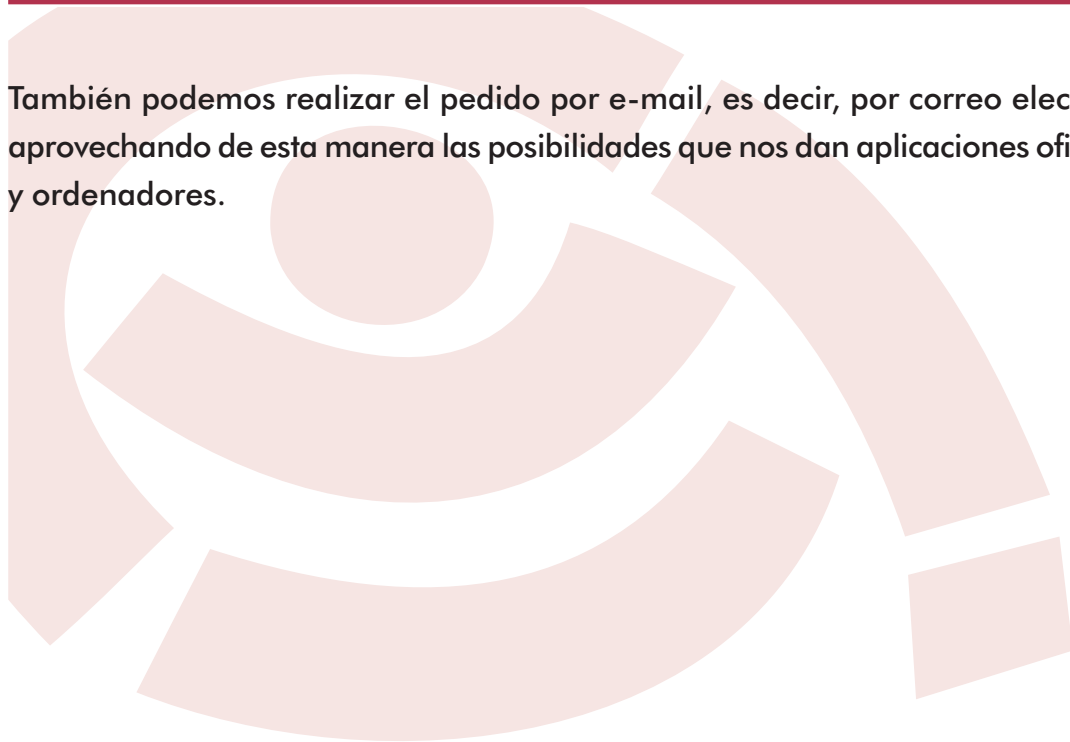 También podemos realizar el pedido por e-mail, es decir, por correo elec
aprovechando de esta manera las posibilidades que nos dan aplicaciones ofi
y ordenadores.